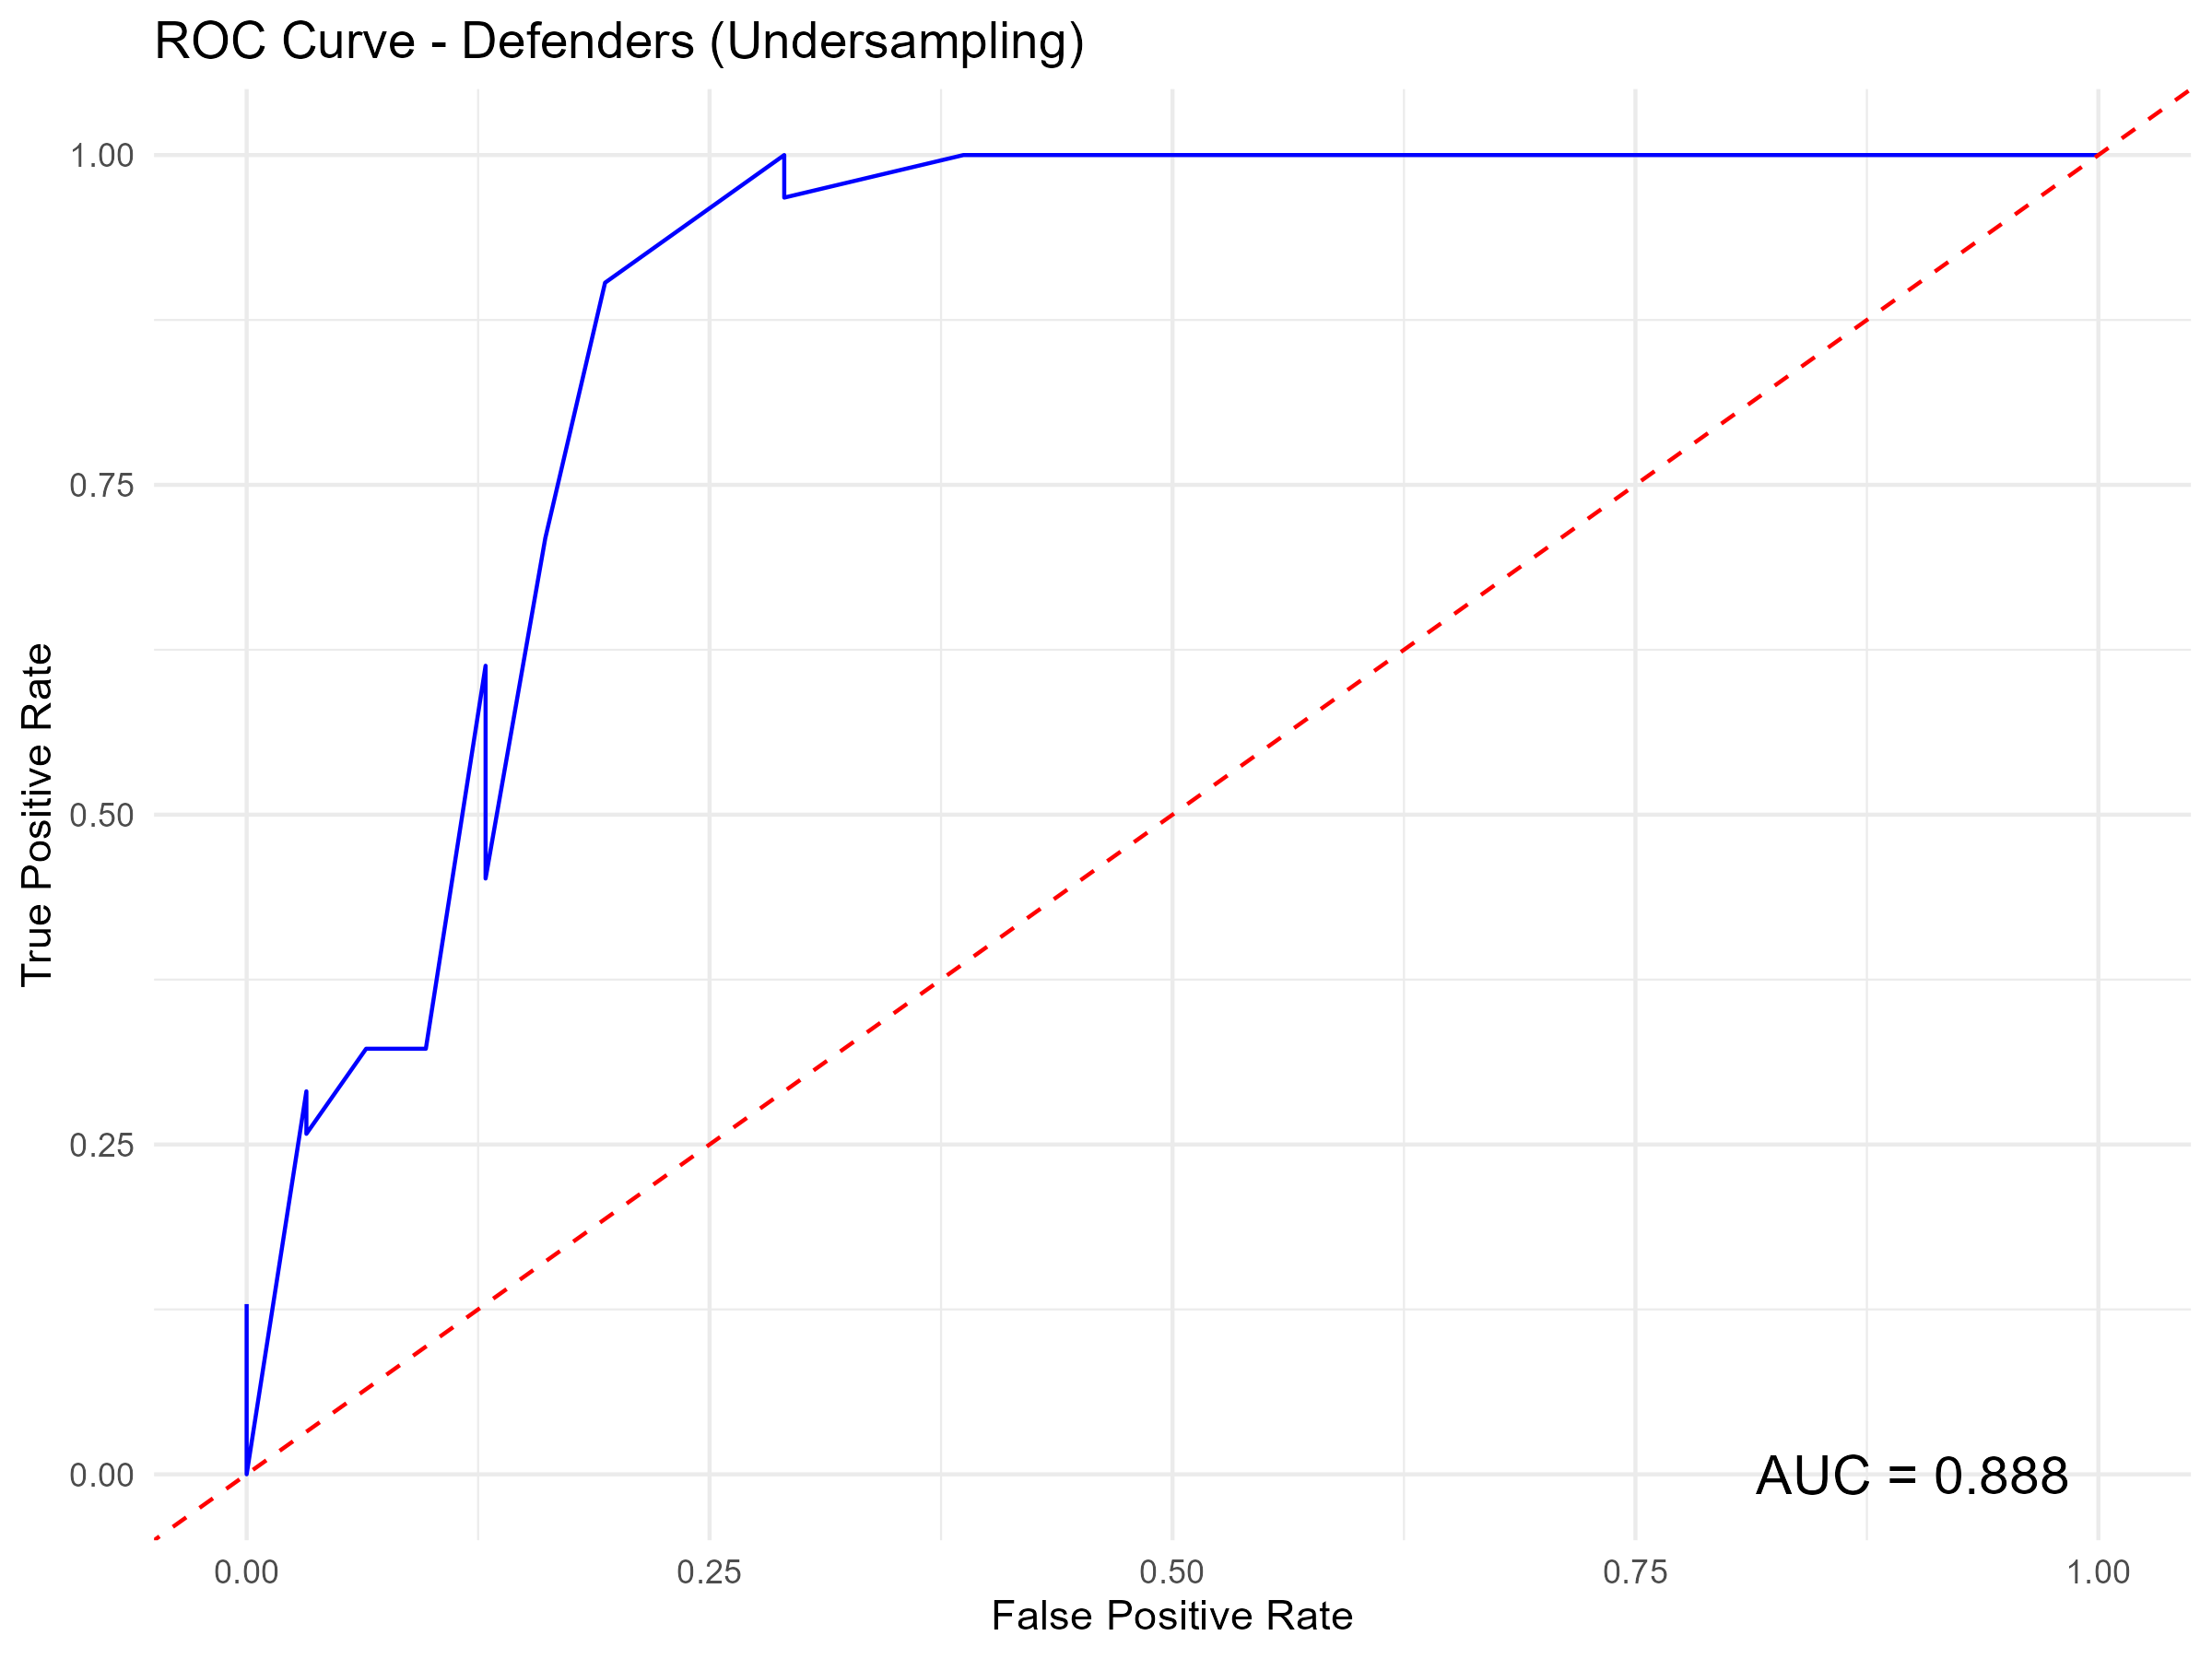 ROC Curve - Defenders (Undersampling)
1.00
0.75
0.50
0.25
0.00
True Positive Rate
AUC = 0.888
0.00 0.25 0.50 0.75 1.00
False Positive Rate